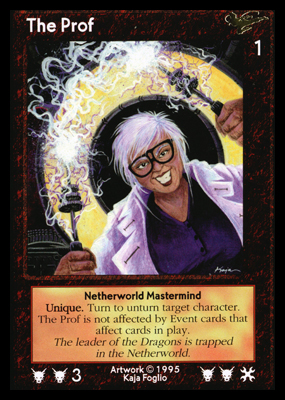 The Prof
1
Kaja
Netherworld Mastermind
Unique. Turn to unturn target character.
The Prof is not affected by Event cards that
affect cards in play.
The leader of the Dragons is trapped
in the Netherworld.
3
Artwork © 1995
Kaja Foglio